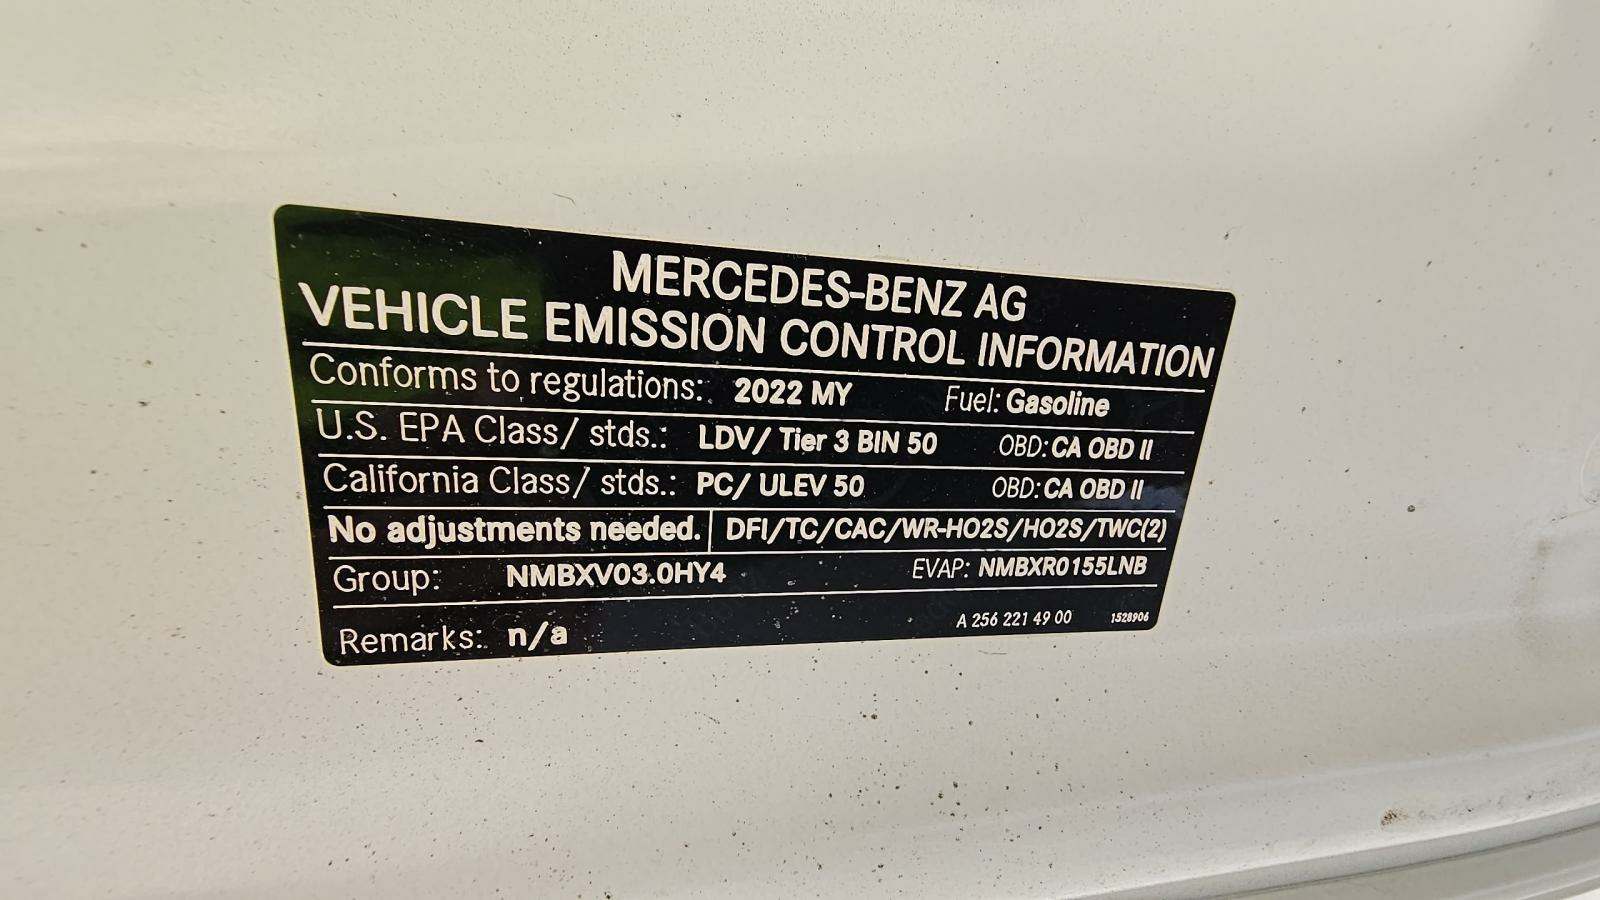 MERCEDES-BENZ AG
VEHICLE EMISSION CONTROL INFORMATION
Conforms to regulations: 2022 MY Fuel: Gasoline
U.S. EPA Class/ stds.: LDV/ Tier 3 BIN 50 OBD: CA OBD II
California Class/ stds.: PC/ ULEV 50 OBD: CA OBD II
No adjustments needed. DFI/TC/CAC/WR-HO2S/HO2S/TWC(2)
Group: NMBXV03.0HY4 EVAP: NMBXR0155LNB
Remarks: n/a A 256 221 49 00 1528906